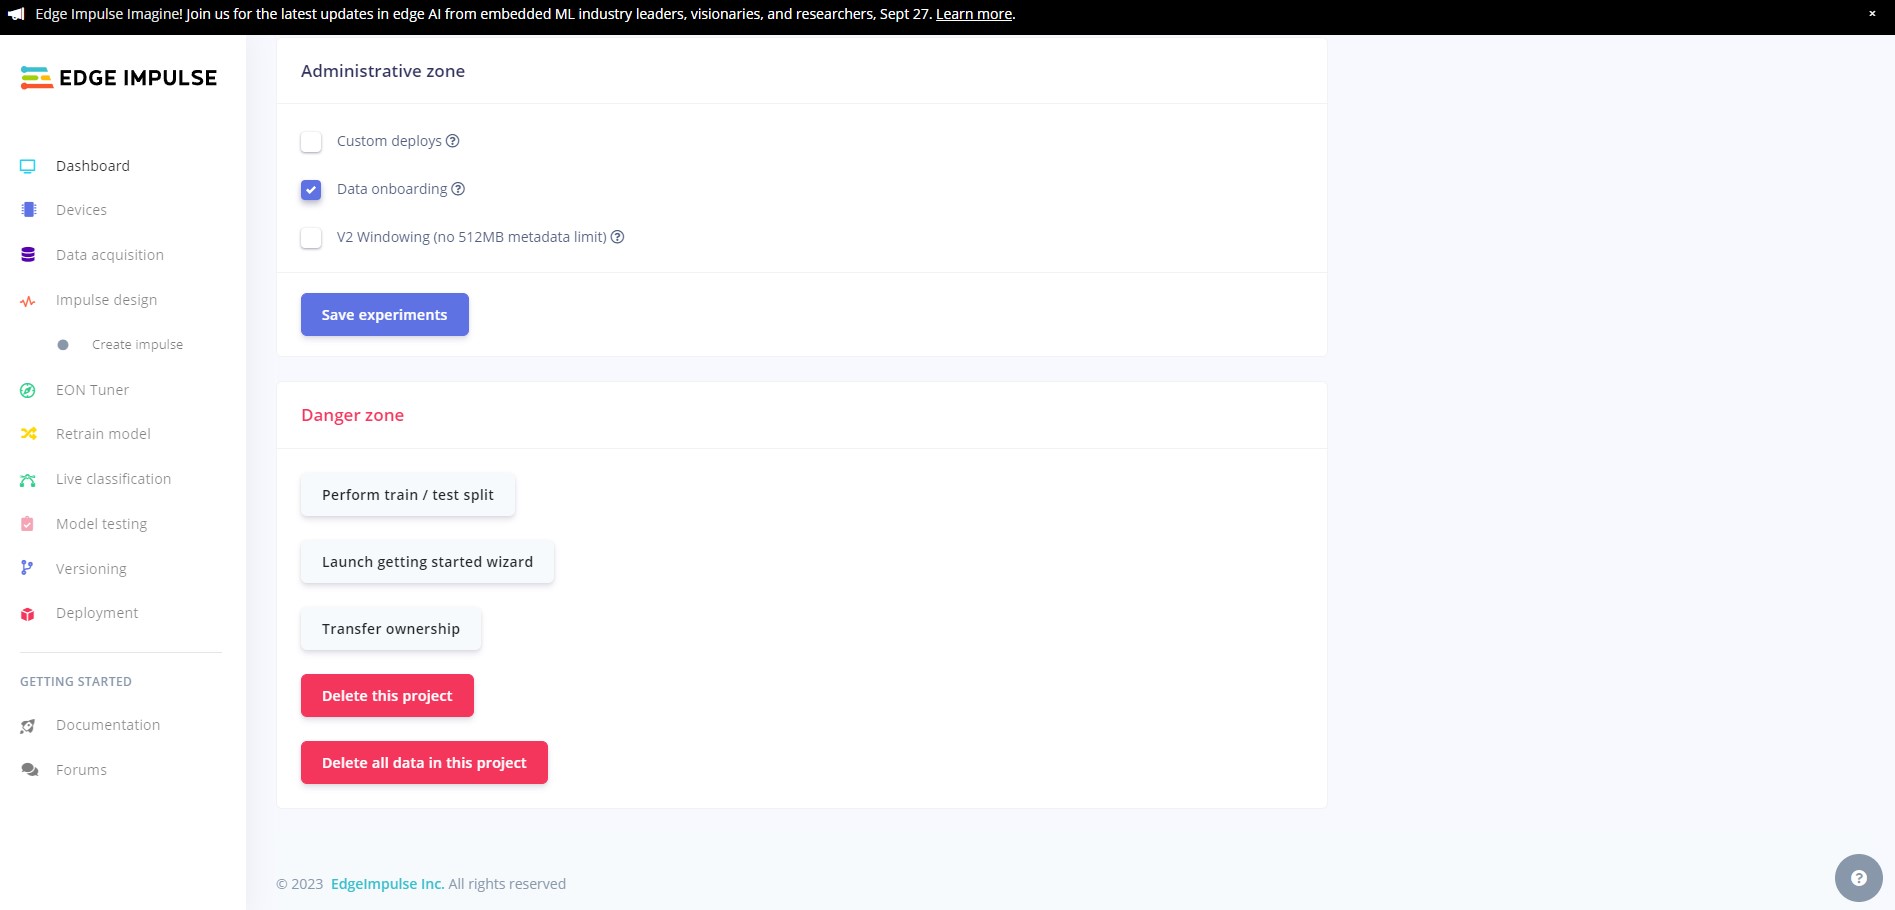 Edge Impulse Imagine! Join us for the latest updates in edge AI from embedded ML industry leaders, visionaries, and researchers, Sept 27. Learn more.
×
EDGE IMPULSE
Dashboard
Devices
Data acquisition
Impulse design
Create impulse
EON Tuner
Retrain model
Live classification
Model testing
Versioning
Deployment
GETTING STARTED
Documentation
Forums
Administrative zone
Custom deploys ?
Data onboarding ?
V2 Windowing (no 512MB metadata limit) ?
Save experiments
Danger zone
Perform train / test split
Launch getting started wizard
Transfer ownership
Delete this project
Delete all data in this project
© 2023 EdgeImpulse Inc. All rights reserved
?